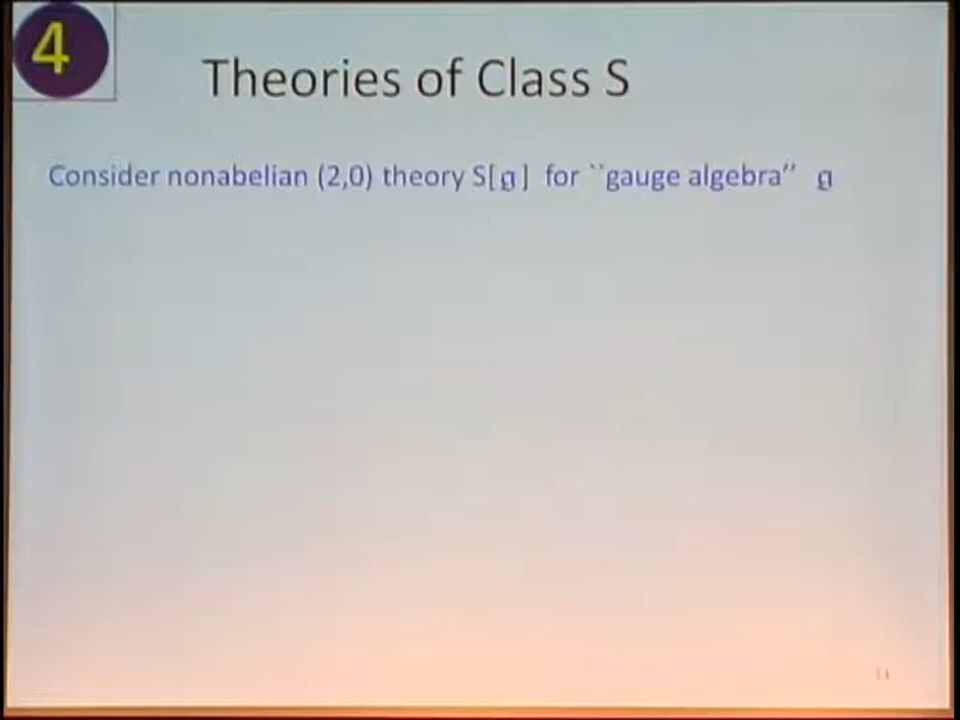 4
Theories of Class S
Consider nonabelian (2,0) theory S[g] for ``gauge algebra’’ g